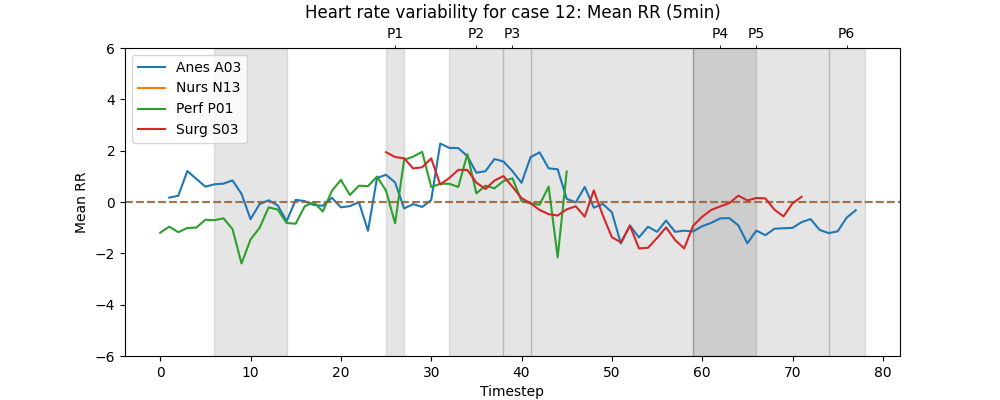 Heart rate variability for case 12: Mean RR (5min)
P1 P2 P3 P4 P5 P6
6
4
2
0
−2
−4
−6
Mean RR
Anes A03
Nurs N13
Perf P01
Surg S03
0 10 20 30 40 50 60 70 80
Timestep